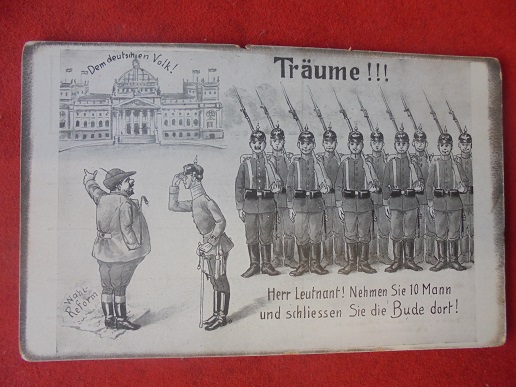 Dem deutschen Volk!
Träume!!!
Wahl-
Reform
Herr Leutnant! Nehmen Sie 10 Mann
und schliessen Sie die Bude dort!